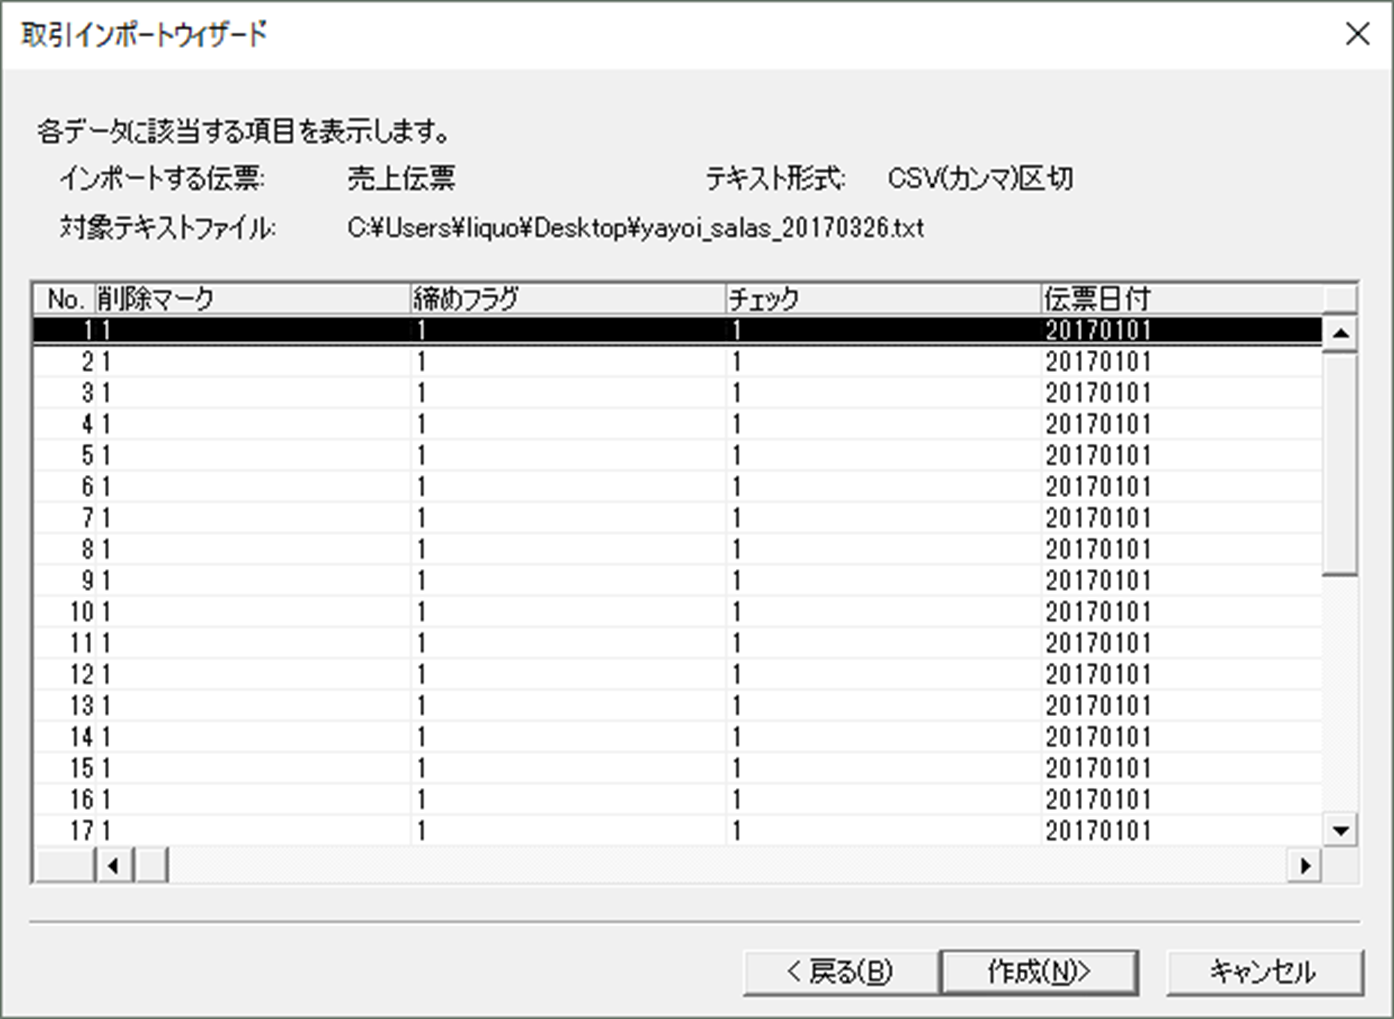 取引インポートウィザード
各データに該当する項目を表示します。
インポートする伝票: 売上伝票 テキスト形式: CSV(カンマ)区切
対象テキストファイル: C:¥Users¥liquo¥Desktop¥yayoi_salas_20170326.txt
No. 削除マーク 締めフラグ チェック 伝票日付
1 1 1 1 20170101
2 1 1 1 20170101
3 1 1 1 20170101
4 1 1 1 20170101
5 1 1 1 20170101
6 1 1 1 20170101
7 1 1 1 20170101
8 1 1 1 20170101
9 1 1 1 20170101
10 1 1 1 20170101
11 1 1 1 20170101
12 1 1 1 20170101
13 1 1 1 20170101
14 1 1 1 20170101
15 1 1 1 20170101
16 1 1 1 20170101
17 1 1 1 20170101
< 戻る(B) 作成(N)> キャンセル